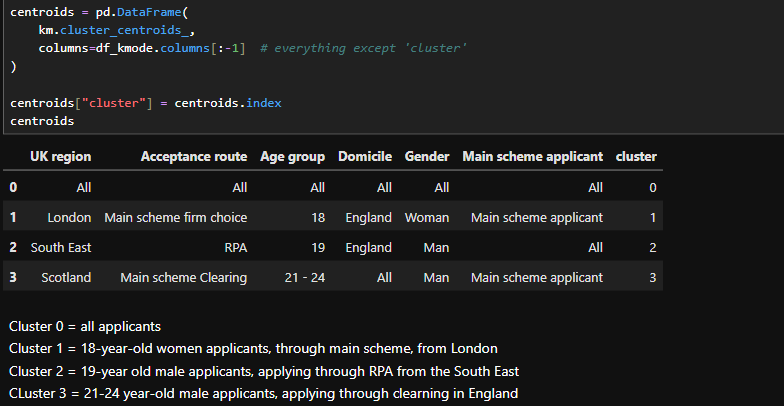 centroids = pd.DataFrame(
km.cluster_centroids_,
columns=df_kmode.columns[:-1]  # everything except 'cluster'
)
centroids["cluster"] = centroids.index
centroids
UK region Acceptance route Age group Domicile Gender Main scheme applicant cluster
0 All All All All All All 0
1 London Main scheme firm choice 18 England Woman Main scheme applicant 1
2 South East RPA 19 England Man All 2
3 Scotland Main scheme Clearing 21 - 24 All Man Main scheme applicant 3
Cluster 0 = all applicants
Cluster 1 = 18-year-old women applicants, through main scheme, from London
Cluster 2 = 19-year old male applicants, applying through RPA from the South East
CLuster 3 = 21-24 year-old male applicants, applying through clearning in England